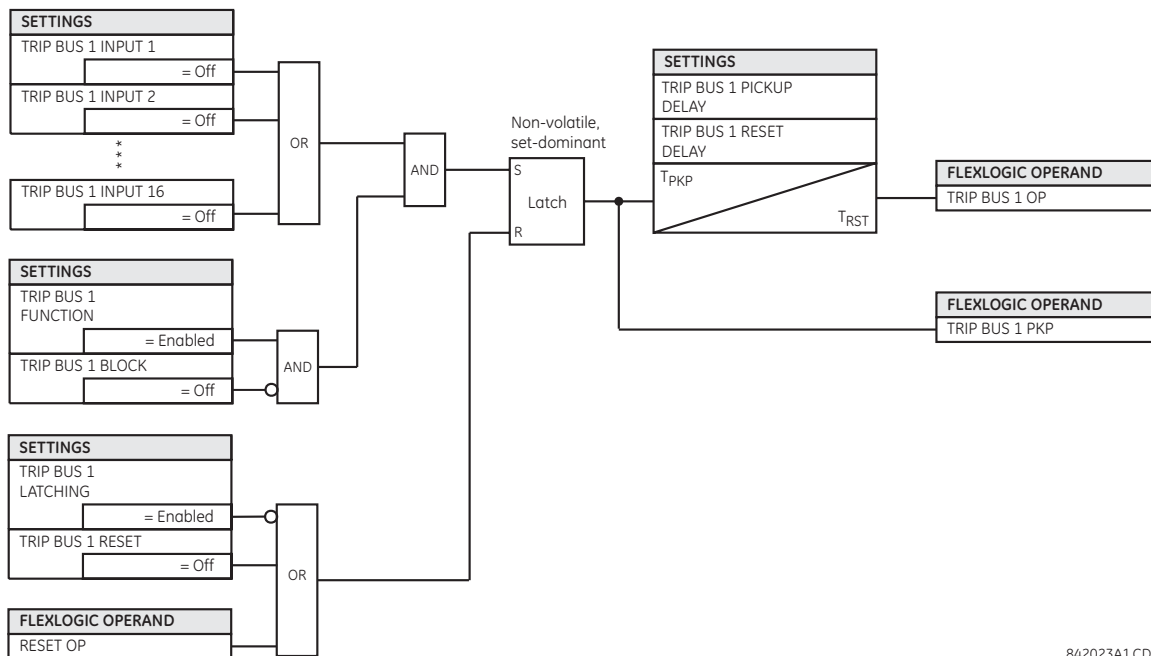 SETTINGS
TRIP BUS 1 INPUT 1
= Off
TRIP BUS 1 INPUT 2
= Off
***
TRIP BUS 1 INPUT 16
= Off
OR
SETTINGS
TRIP BUS 1
FUNCTION
= Enabled
TRIP BUS 1 BLOCK
= Off
AND
AND
SETTINGS
TRIP BUS 1
LATCHING
= Enabled
TRIP BUS 1 RESET
= Off
OR
FLEXLOGIC OPERAND
RESET OP
Non-volatile,
set-dominant
S
Latch
R
SETTINGS
TRIP BUS 1 PICKUP
DELAY
TRIP BUS 1 RESET
DELAY
TPKP
TRST
FLEXLOGIC OPERAND
TRIP BUS 1 OP
FLEXLOGIC OPERAND
TRIP BUS 1 PKP
842023A1.CD